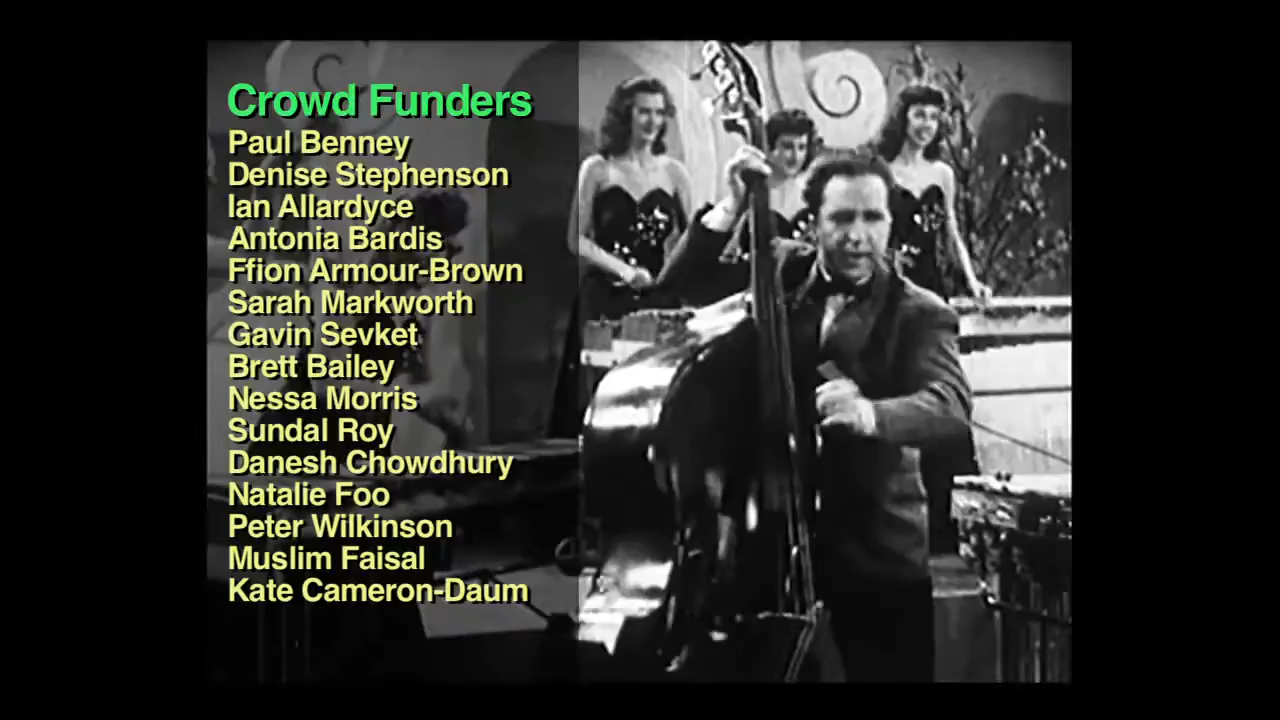 Crowd Funders
Paul Benney
Denise Stephenson
Ian Allardyce
Antonia Bardis
Ffion Armour-Brown
Sarah Markworth
Gavin Sevket
Brett Bailey
Nessa Morris
Sundal Roy
Danesh Chowdhury
Natalie Foo
Peter Wilkinson
Muslim Faisal
Kate Cameron-Daum